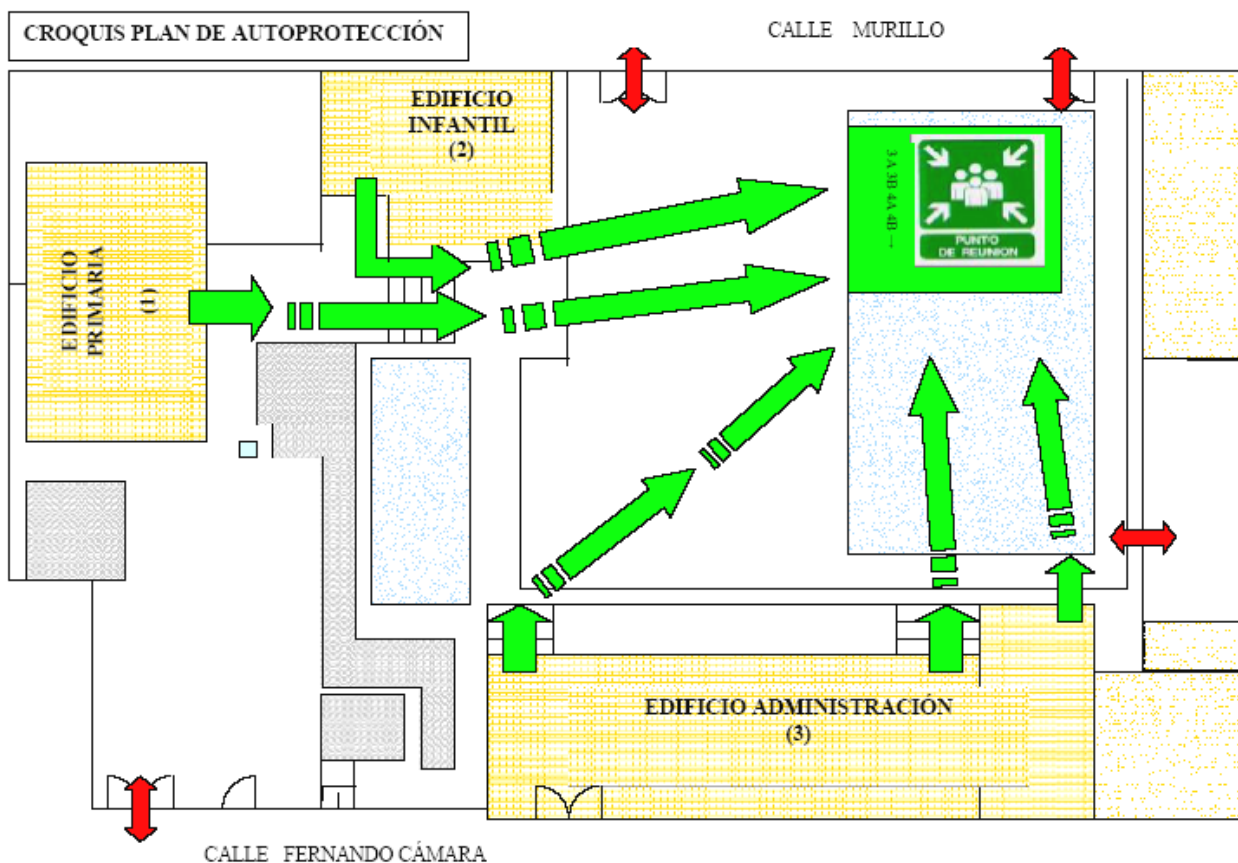 CROQUIS PLAN DE AUTOPROTECCIÓN
CALLE MURILLO
EDIFICIO
INFANTIL
(2)
3 A 3B 4A 4B →
PUNTO
DE REUNION
EDIFICIO
PRIMARIA
(1)
EDIFICIO ADMINISTRACIÓN
(3)
CALLE FERNANDO CÁMARA